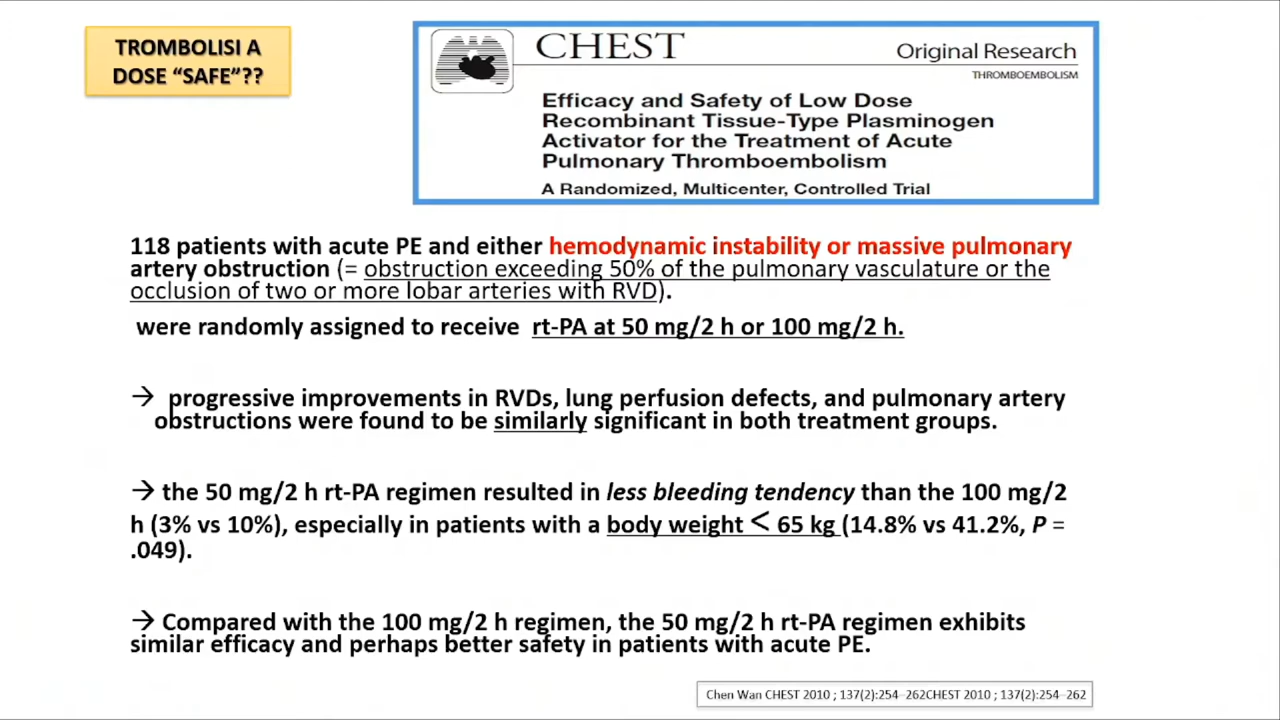 TROMBOLISI A
DOSE “SAFE”??
CHEST
Original Research
THROMBOEMBOLISM
Efficacy and Safety of Low Dose
Recombinant Tissue-Type Plasminogen
Activator for the Treatment of Acute
Pulmonary Thromboembolism
A Randomized, Multicenter, Controlled Trial
118 patients with acute PE and either hemodynamic instability or massive pulmonary
artery obstruction (= obstruction exceeding 50% of the pulmonary vasculature or the
occlusion of two or more lobar arteries with RVD).
were randomly assigned to receive rt-PA at 50 mg/2 h or 100 mg/2 h.
→ progressive improvements in RVDs, lung perfusion defects, and pulmonary artery
obstructions were found to be similarly significant in both treatment groups.
→ the 50 mg/2 h rt-PA regimen resulted in less bleeding tendency than the 100 mg/2
h (3% vs 10%), especially in patients with a body weight < 65 kg (14.8% vs 41.2%, P =
.049).
→ Compared with the 100 mg/2 h regimen, the 50 mg/2 h rt-PA regimen exhibits
similar efficacy and perhaps better safety in patients with acute PE.
Chen Wan CHEST 2010 ; 137(2):254–262CHEST 2010 ; 137(2):254–262